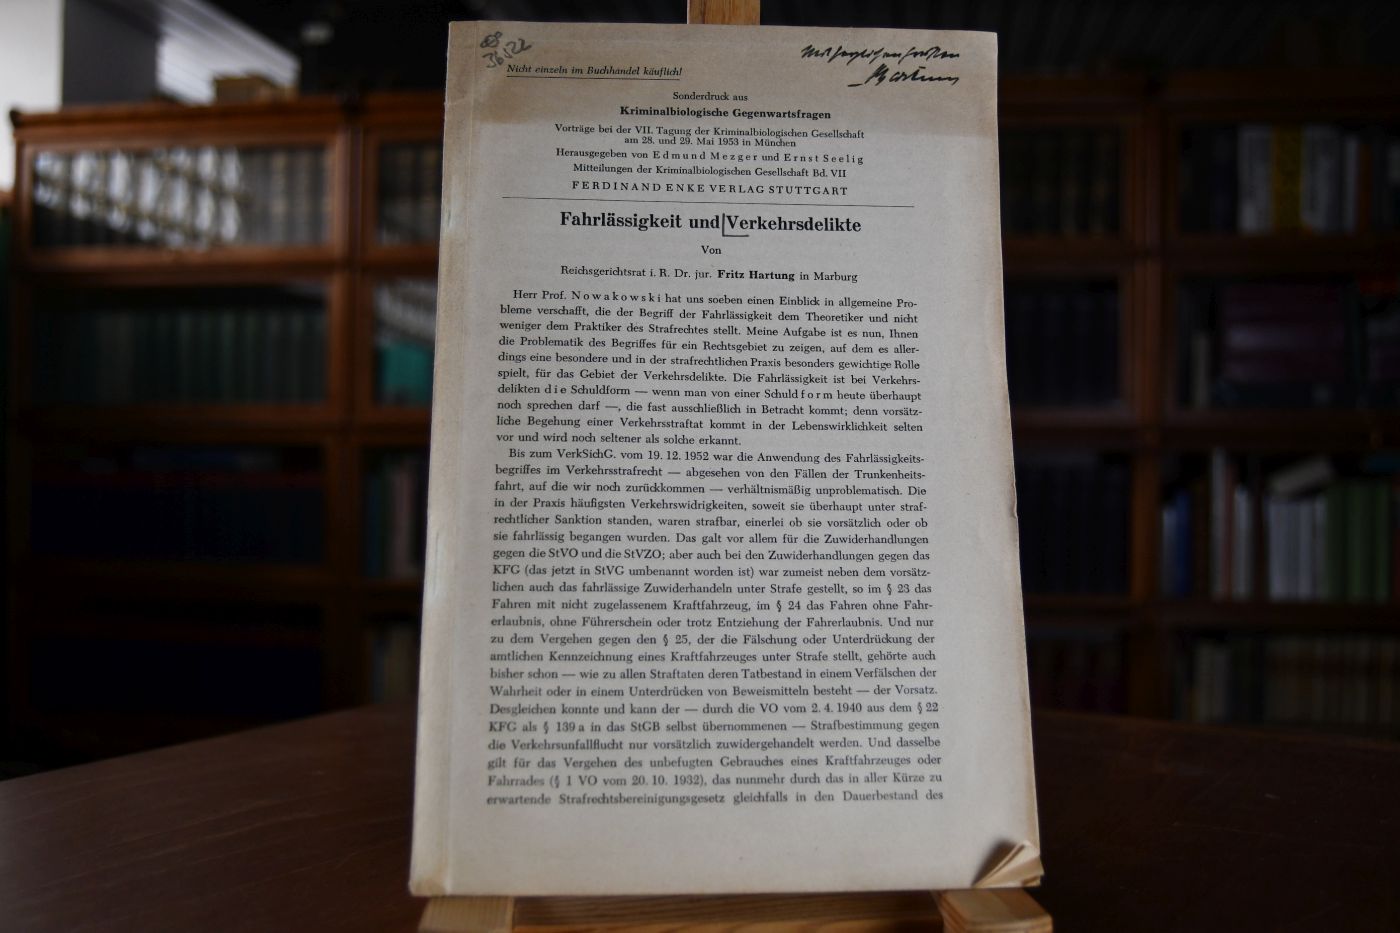 Nicht einzeln im Buchhandel käuflich!
Sonderdruck aus
Kriminalbiologische Gegenwartsfragen
Vorträge bei der VII. Tagung der Kriminalbiologischen Gesellschaft
am 28. und 29. Mai 1953 in München
Herausgegeben von Edmund Mezger und Ernst Seelig
Mitteilungen der Kriminalbiologischen Gesellschaft Bd. VII
FERDINAND ENKE VERLAG STUTTGART
Fahrlässigkeit und Verkehrsdelikte
Von
Reichsgerichtsrat i. R. Dr. jur. Fritz Hartung in Marburg
Herr Prof. Nowakowski hat uns soeben einen Einblick in allgemeine Pro-
bleme verschafft, die der Begriff der Fahrlässigkeit dem Theoretiker und nicht
weniger dem Praktiker des Strafrechtes stellt. Meine Aufgabe ist es nun, Ihnen
die Problematik des Begriffes für ein Rechtsgebiet zu zeigen, auf dem es aller-
dings eine besondere und in der strafrechtlichen Praxis besonders gewichtige Rolle
spielt, für das Gebiet der Verkehrsdelikte. Die Fahrlässigkeit ist bei Verkehrs-
delikten die Schuldform — wenn man von einer Schuldform heute überhaupt
noch sprechen darf —, die fast ausschließlich in Betracht kommt; denn vorsätz-
liche Begehung einer Verkehrsstraftat kommt in der Lebenswirklichkeit selten
vor und wird noch seltener als solche erkannt.
Bis zum VerkSichG. vom 19. 12. 1952 war die Anwendung des Fahrlässigkeits-
begriffes im Verkehrsstrafrecht — abgesehen von den Fällen der Trunkenheits-
fahrt, auf die wir noch zurückkommen — verhältnismäßig unproblematisch. Die
in der Praxis häufigsten Verkehrswidrigkeiten, soweit sie überhaupt unter straf-
rechtlicher Sanktion standen, waren strafbar, einerlei ob sie vorsätzlich oder ob
sie fahrlässig begangen wurden. Das galt vor allem für die Zuwiderhandlungen
gegen die StVO und die StVZO; aber auch bei den Zuwiderhandlungen gegen das
KFG (das jetzt in StVG umbenannt worden ist) war zumeist neben dem vorsätz-
lichen auch das fahrlässige Zuwiderhandeln unter Strafe gestellt, so im § 23 das
Fahren mit nicht zugelassenem Kraftfahrzeug, im § 24 das Fahren ohne Fahr-
erlaubnis, ohne Führerschein oder trotz Entziehung der Fahrerlaubnis. Und nur
zu dem Vergehen gegen den § 25, der die Fälschung oder Unterdrückung der
amtlichen Kennzeichnung eines Kraftfahrzeuges unter Strafe stellt, gehörte auch
bisher schon — wie zu allen Straftaten deren Tatbestand in einem Verfälschen der
Wahrheit oder in einem Unterdrücken von Beweismitteln besteht — der Vorsatz.
Desgleichen konnte und kann der — durch die VO vom 2. 4. 1940 aus dem § 22
KFG als § 139 a in das StGB selbst übernommenen — Strafbestimmung gegen
die Verkehrsunfallflucht nur vorsätzlich zuwidergehandelt werden. Und dasselbe
gilt für das Vergehen des unbefugten Gebrauches eines Kraftfahrzeuges oder
Fahrrades (§ 1 VO vom 20. 10. 1932), das nunmehr durch das in aller Kürze zu
erwartende Strafrechtsbereinigungsgesetz gleichfalls in den Dauerbestand des